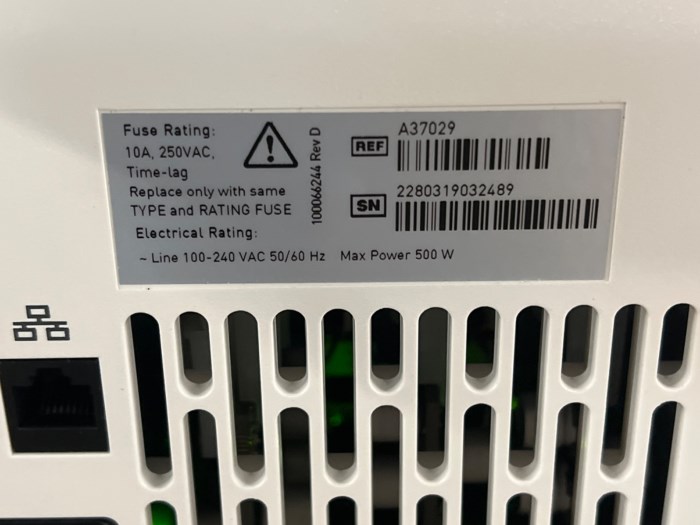 Fuse Rating:
10A, 250VAC,
Time-lag
Replace only with same
TYPE and RATING FUSE
Electrical Rating:
~ Line 100-240 VAC 50/60 Hz Max Power 500 W
100066244 Rev D
REF
A37029
SN
2280319032489